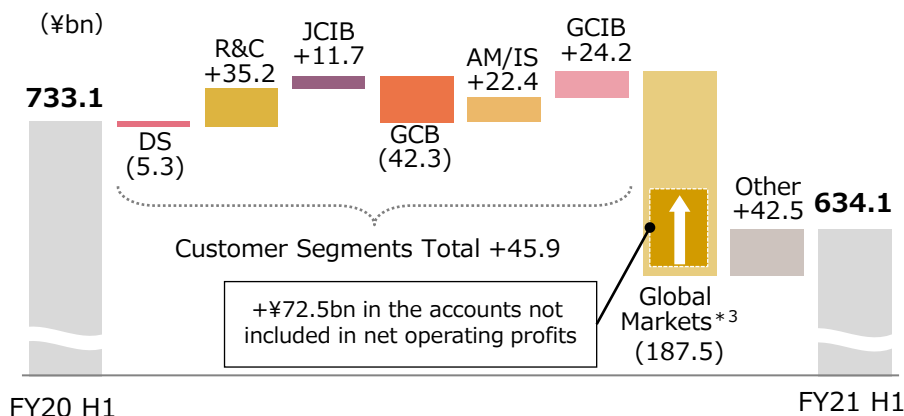 (¥bn)
733.1
DS
(5.3)
R&C
+35.2
JCIB
+11.7
GCB
(42.3)
AM/IS
+22.4
GCIB
+24.2
Customer Segments Total +45.9
+¥72.5bn in the accounts not
included in net operating profits
Global
Markets*3
(187.5)
Other
+42.5
634.1
FY20 H1
FY21 H1